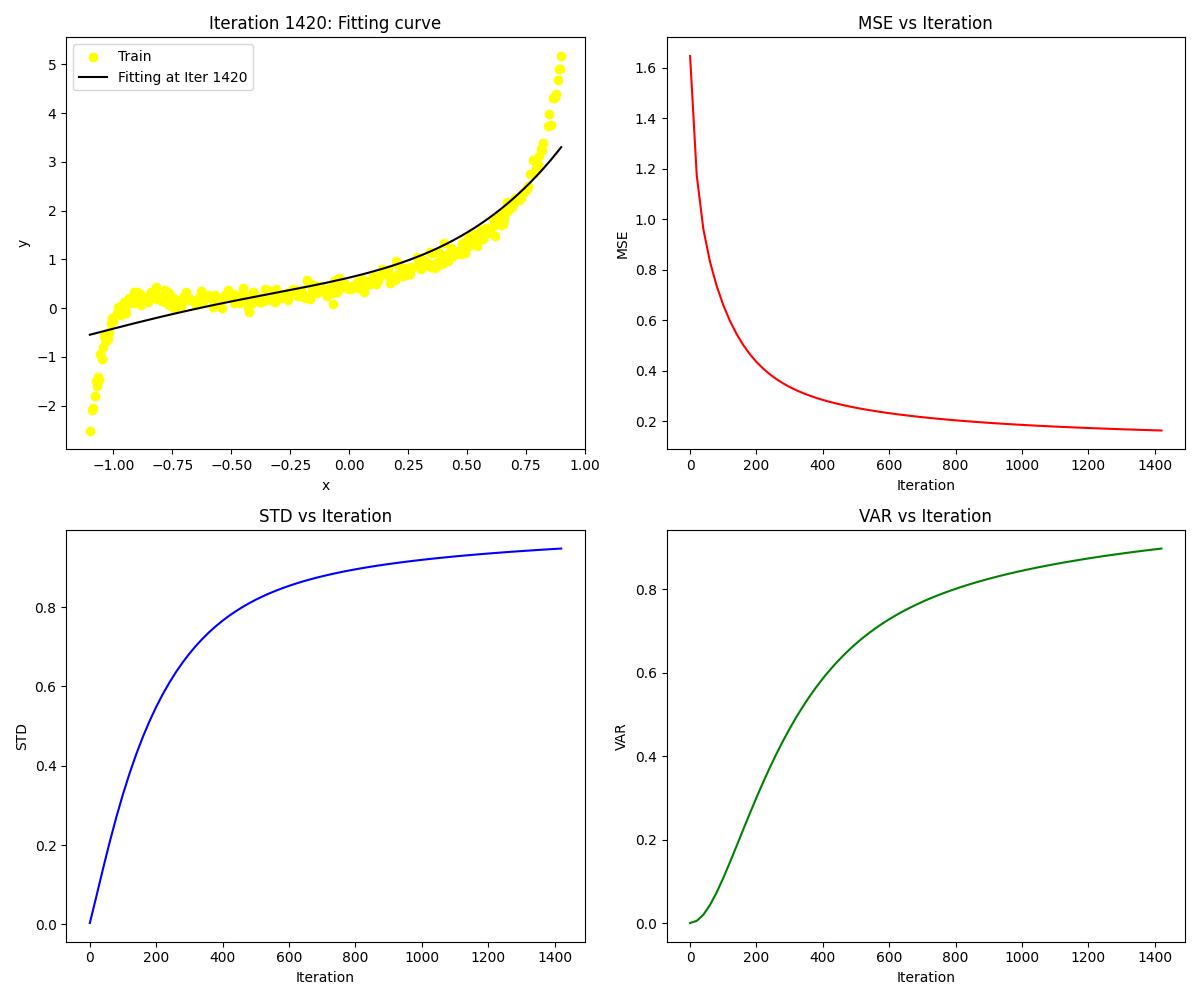 Iteration 1420: Fitting curve
Train
Fitting at Iter 1420
5
4
3
2
1
0
−1
−2
y
−1.00 −0.75 −0.50 −0.25 0.00 0.25 0.50 0.75 1.00
x
MSE vs Iteration
1.6
1.4
1.2
1.0
0.8
0.6
0.4
0.2
MSE
0 200 400 600 800 1000 1200 1400
Iteration
STD vs Iteration
0.8
0.6
0.4
0.2
0.0
STD
0 200 400 600 800 1000 1200 1400
Iteration
VAR vs Iteration
0.8
0.6
0.4
0.2
0.0
VAR
0 200 400 600 800 1000 1200 1400
Iteration